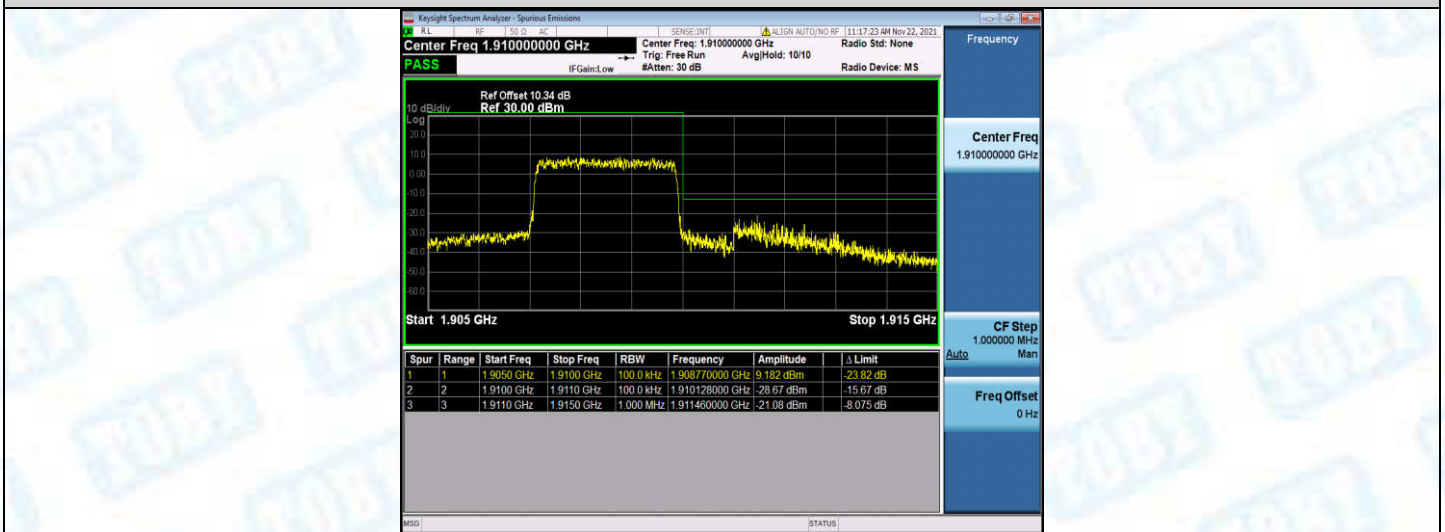 Keysight Spectrum Analyzer - Spurious Emissions
RL RF 50 Ω AC SENSE:INT ALIGN AUTO/NO RF 11:17:23 AM Nov 22, 2021
Center Freq 1.910000000 GHz
Center Freq: 1.910000000 GHz
Radio Std: None
Trig: Free Run Avg|Hold: 10/10
PASS
IFGain:Low #Atten: 30 dB Radio Device: MS
Ref Offset 10.34 dB
10 dB/div Ref 30.00 dBm
Log
20.0
10.0
0.00
-10.0
-20.0
-30.0
-40.0
-50.0
-60.0
Start 1.905 GHz Stop 1.915 GHz
Spur Range Start Freq Stop Freq RBW Frequency Amplitude Δ Limit
1 1 1.9050 GHz 1.9100 GHz 100.0 kHz 1.908770000 GHz 9.182 dBm -23.82 dB
2 2 1.9100 GHz 1.9110 GHz 100.0 kHz 1.910128000 GHz -28.67 dBm -15.67 dB
3 3 1.9110 GHz 1.9150 GHz 1.000 MHz 1.911460000 GHz -21.08 dBm -8.075 dB
MSG STATUS
Frequency
Center Freq
1.910000000 GHz
CF Step
1.000000 MHz
Auto Man
Freq Offset
0 Hz